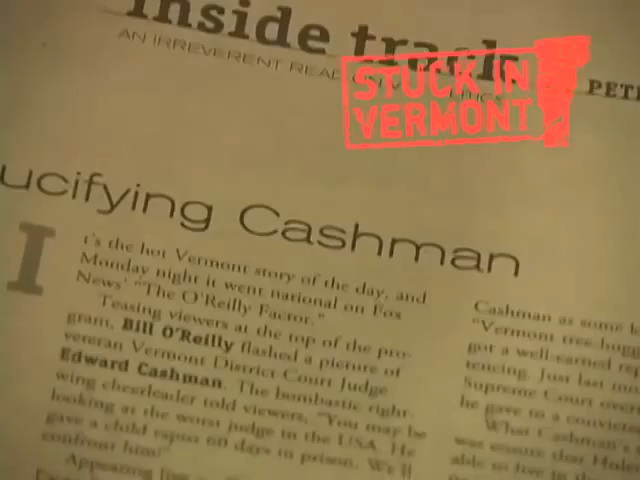 inside track
AN IRREVERENT READ
STUCK IN
VERMONT
PETE
ucifying Cashman
It's the hot Vermont story of the day, and
Monday night it went national on Fox
News' "The O'Reilly Factor."
Teasing viewers at the top of the pro-
gram, Bill O'Reilly flashed a picture of
veteran Vermont District Court Judge
Edward Cashman. The bombastic right-
wing cheerleader told viewers, "You may be
looking at the worst judge in the USA. He
gave a child rapist 60 days in prison. We'll
confront him!"
Appearing live
Cashman as some
"Vermont tree-hugg
got a well-earned rep
tencing. Just last
Supreme Court over
he gave to a convicte
What Cashman's
was ensure that
able to live in